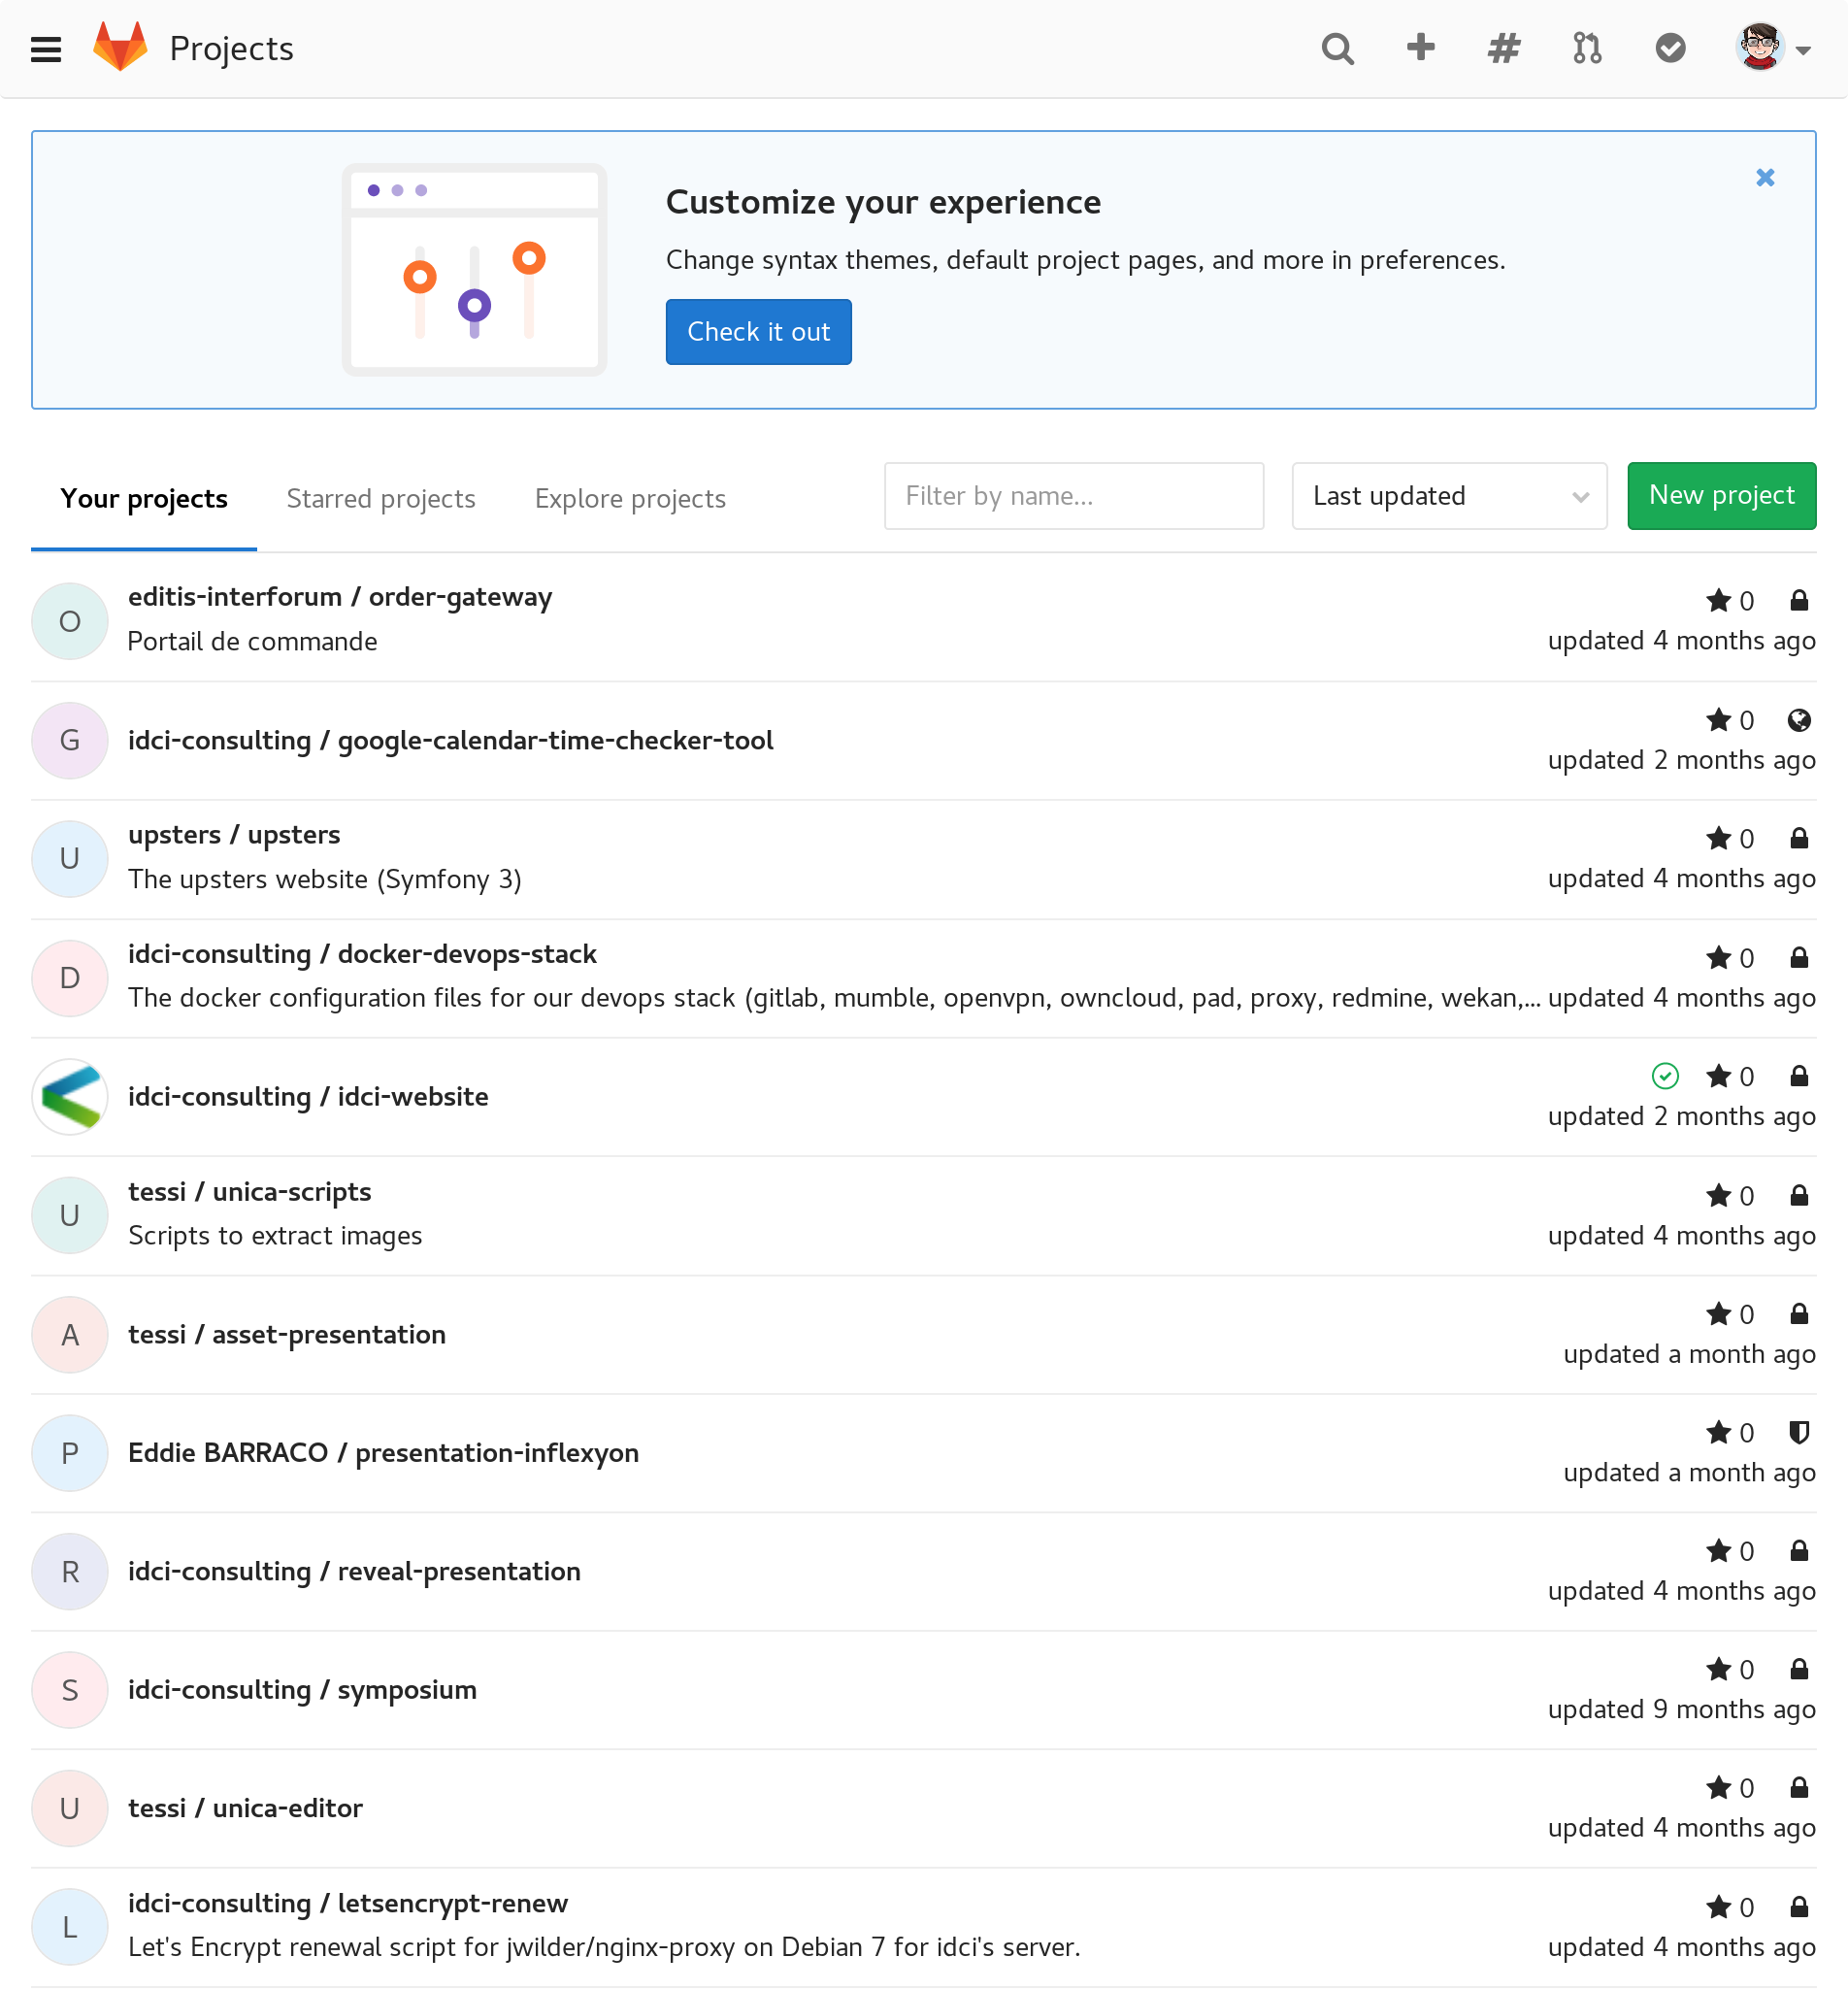 Projects
Customize your experience
Change syntax themes, default project pages, and more in preferences.
Check it out
Your projects Starred projects Explore projects Filter by name... Last updated New project
O editis-interforum / order-gateway 0
Portail de commande updated 4 months ago
G idci-consulting / google-calendar-time-checker-tool 0
updated 2 months ago
U upsters / upsters 0
The upsters website (Symfony 3) updated 4 months ago
D idci-consulting / docker-devops-stack 0
The docker configuration files for our devops stack (gitlab, mumble, openvpn, owncloud, pad, proxy, redmine, wekan,... updated 4 months ago
idci-consulting / idci-website 0
updated 2 months ago
U tessi / unica-scripts 0
Scripts to extract images updated 4 months ago
A tessi / asset-presentation 0
updated a month ago
P Eddie BARRACO / presentation-inflexyon 0
updated a month ago
R idci-consulting / reveal-presentation 0
updated 4 months ago
S idci-consulting / symposium 0
updated 9 months ago
U tessi / unica-editor 0
updated 4 months ago
L idci-consulting / letsencrypt-renew 0
Let's Encrypt renewal script for jwilder/nginx-proxy on Debian 7 for idci's server. updated 4 months ago